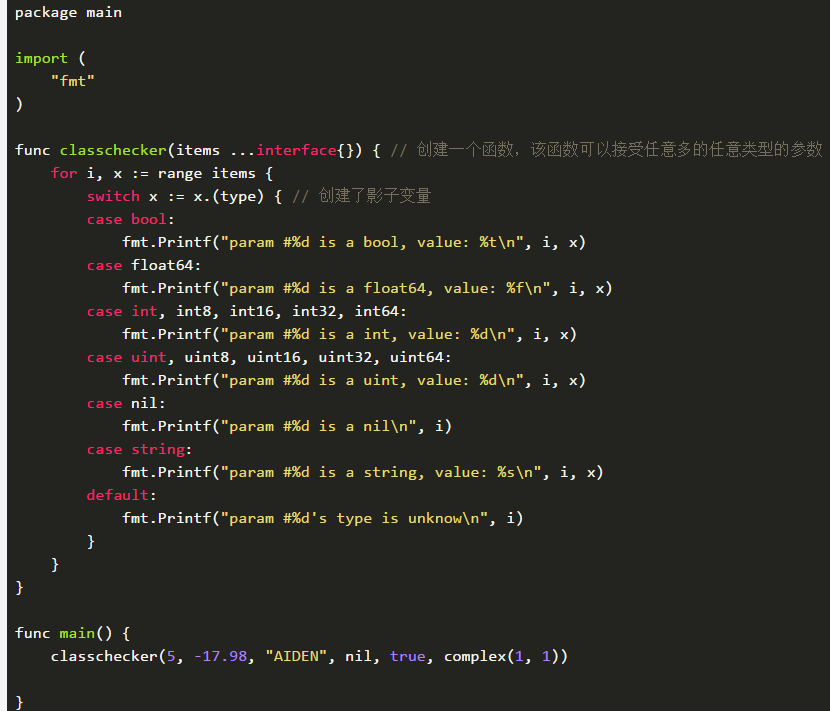 package main
import (
"fmt"
)
func classchecker(items ...interface{}) { // 创建一个函数，该函数可以接受任意多的任意类型的参数
for i, x := range items {
switch x := x.(type) { // 创建了影子变量
case bool:
fmt.Printf("param #%d is a bool, value: %t\n", i, x)
case float64:
fmt.Printf("param #%d is a float64, value: %f\n", i, x)
case int, int8, int16, int32, int64:
fmt.Printf("param #%d is a int, value: %d\n", i, x)
case uint, uint8, uint16, uint32, uint64:
fmt.Printf("param #%d is a uint, value: %d\n", i, x)
case nil:
fmt.Printf("param #%d is a nil\n", i)
case string:
fmt.Printf("param #%d is a string, value: %s\n", i, x)
default:
fmt.Printf("param #%d's type is unknow\n", i)
}
}
}
func main() {
classchecker(5, -17.98, "AIDEN", nil, true, complex(1, 1))
}